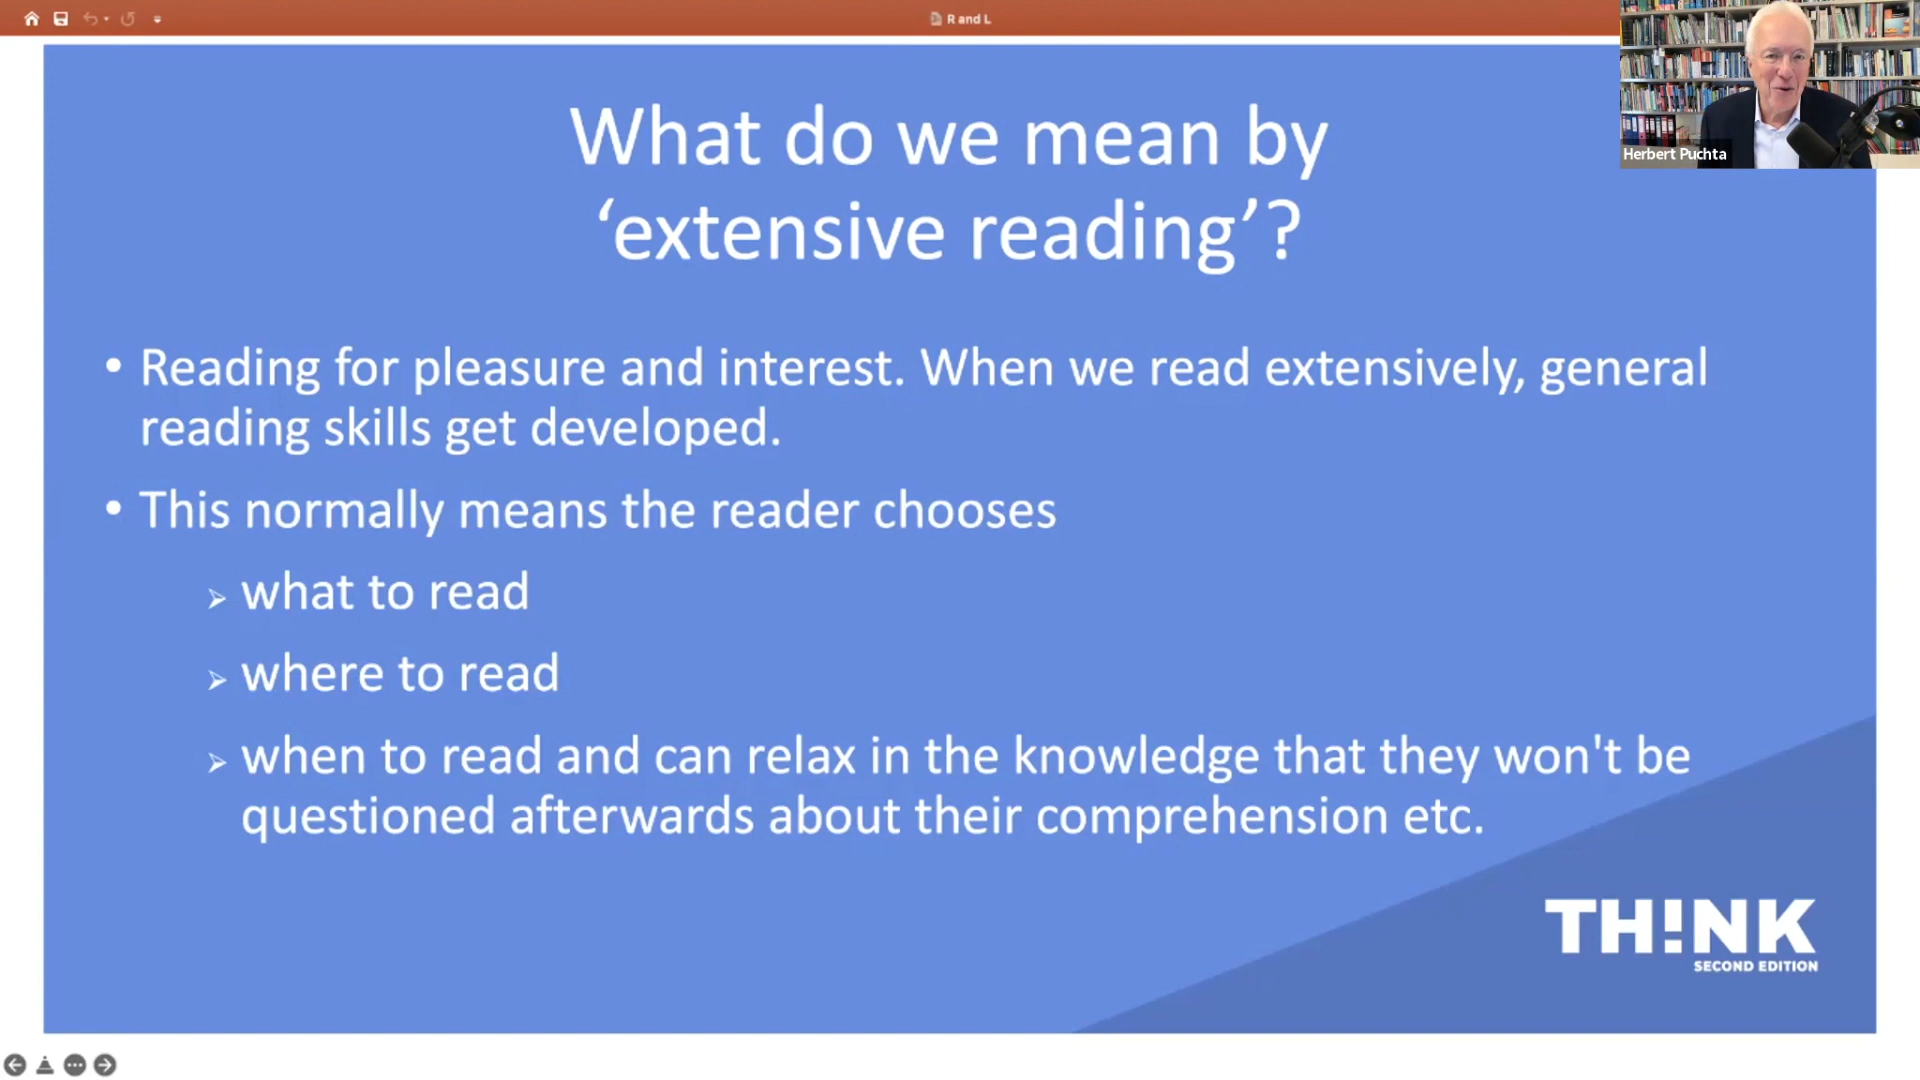 R and L
Herbert Puchta
What do we mean by
‘extensive reading’?
• Reading for pleasure and interest. When we read extensively, general
reading skills get developed.
• This normally means the reader chooses
➢ what to read
➢ where to read
➢ when to read and can relax in the knowledge that they won't be
questioned afterwards about their comprehension etc.
TH!NK
SECOND EDITION